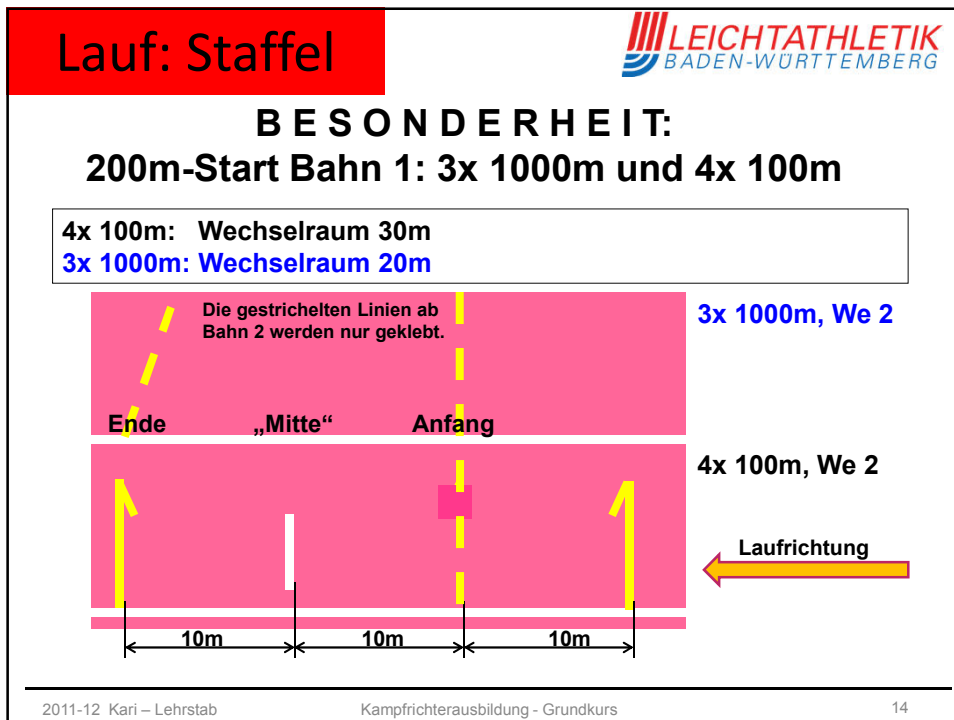 Lauf: Staffel
LEICHTATHLETIK
BADEN-WÜRTTEMBERG
B E S O N D E R H E I T:
200m-Start Bahn 1: 3x 1000m und 4x 100m
4x 100m: Wechselraum 30m
3x 1000m: Wechselraum 20m
Die gestrichelten Linien ab
Bahn 2 werden nur geklebt.
3x 1000m, We 2
Ende „Mitte“ Anfang
4x 100m, We 2
Laufrichtung
10m 10m 10m
2011-12 Kari – Lehrstab Kampfrichterausbildung - Grundkurs 14